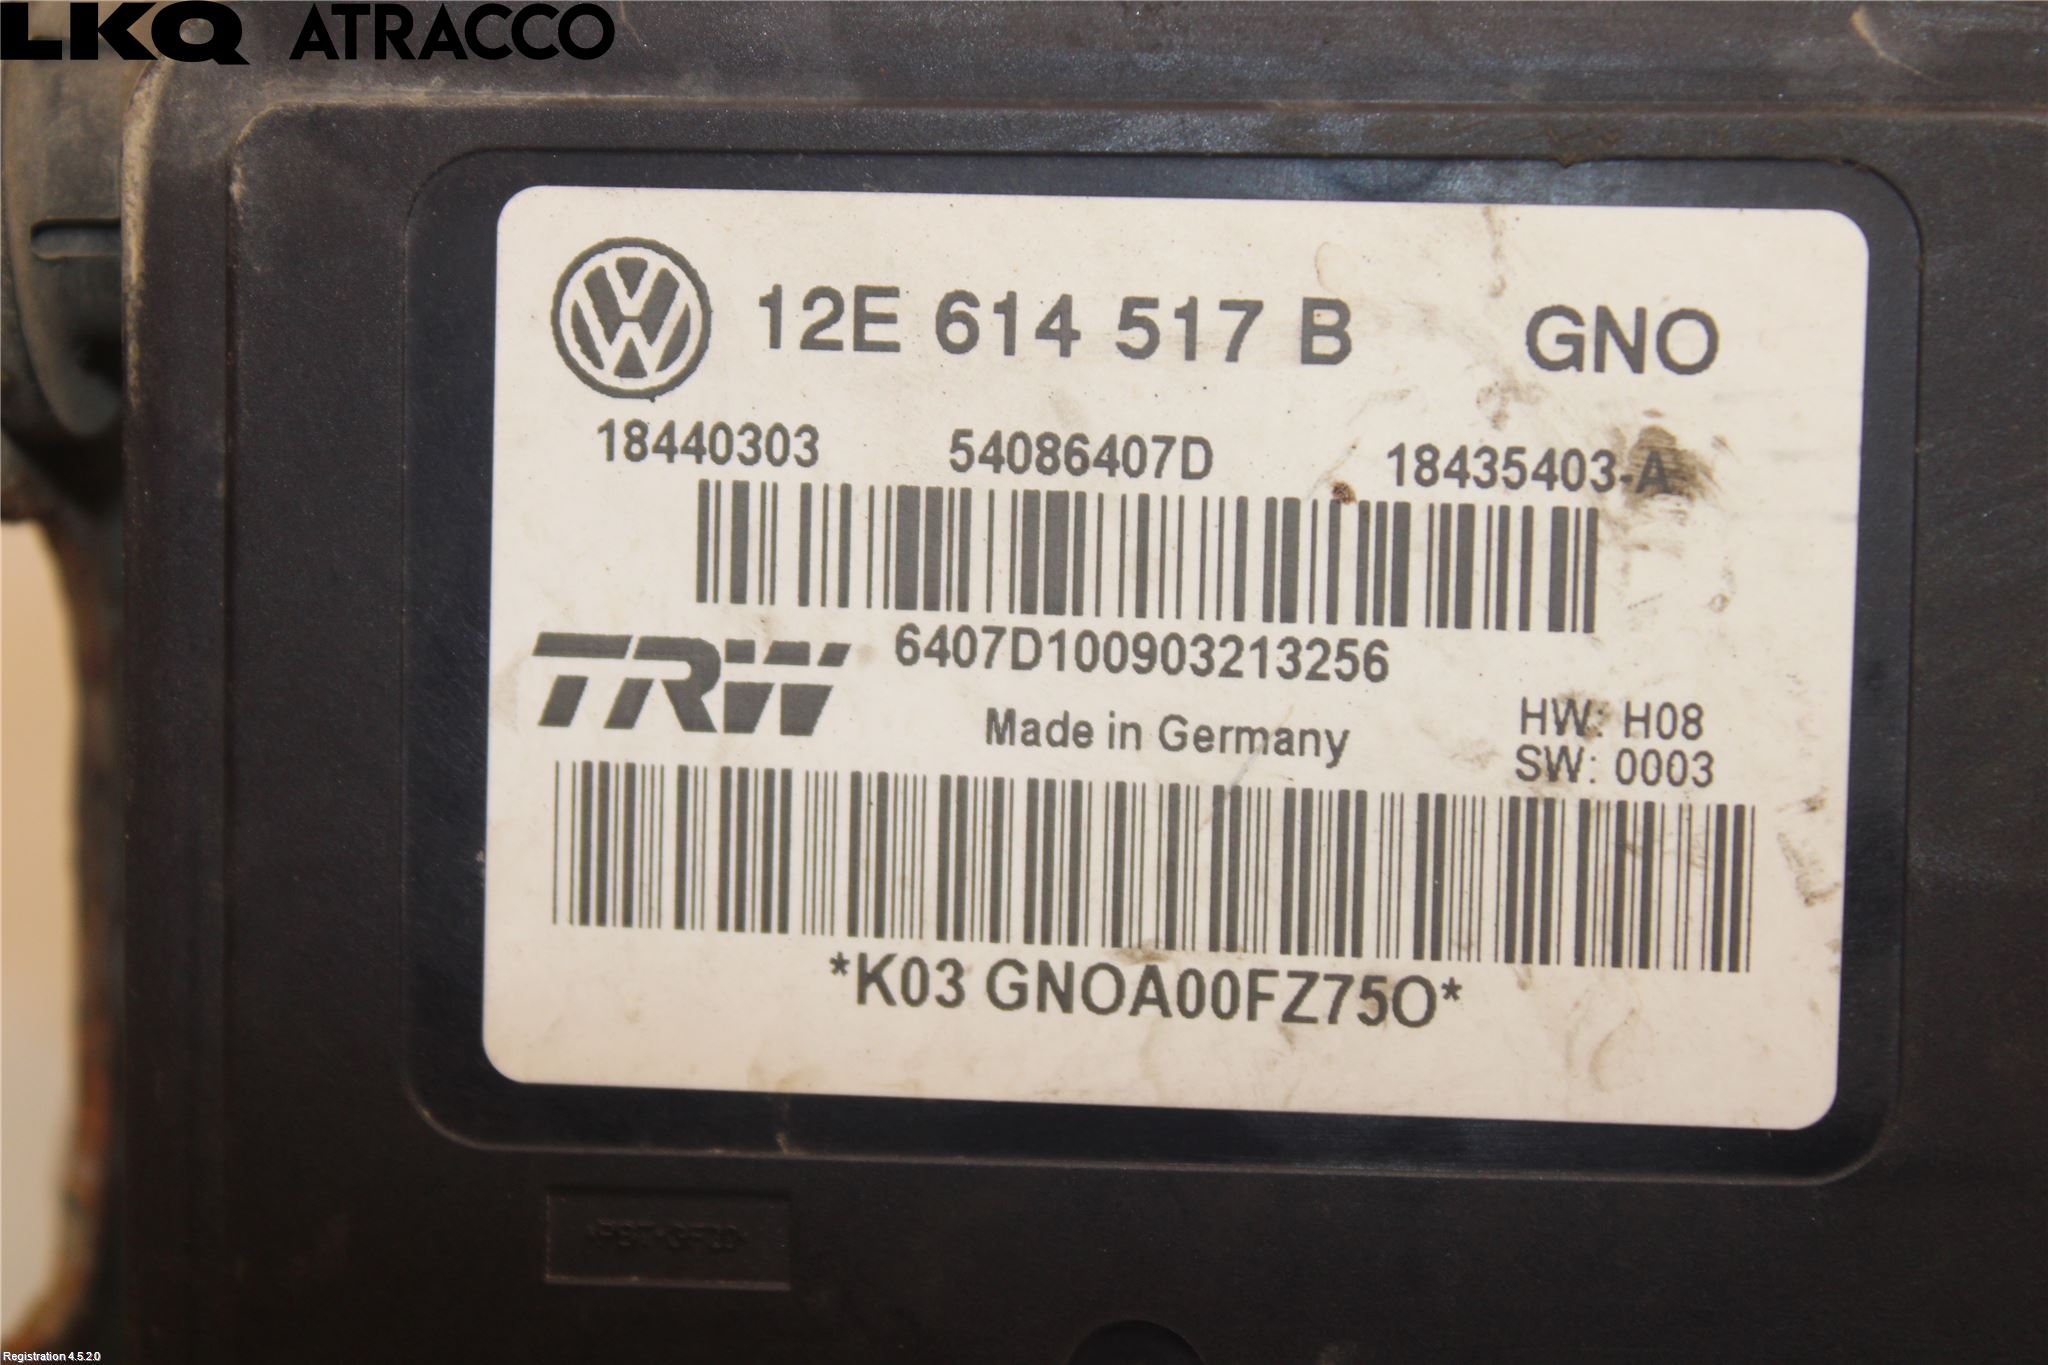 LKQ ATRACCO
12E 614 517 B GNO
18440303 54086407D 18435403-A
6407D100903213256
TRW
Made in Germany
HW: H08
SW: 0003
*K03 GNOA00FZ75O*
Registration 4.5.2.0